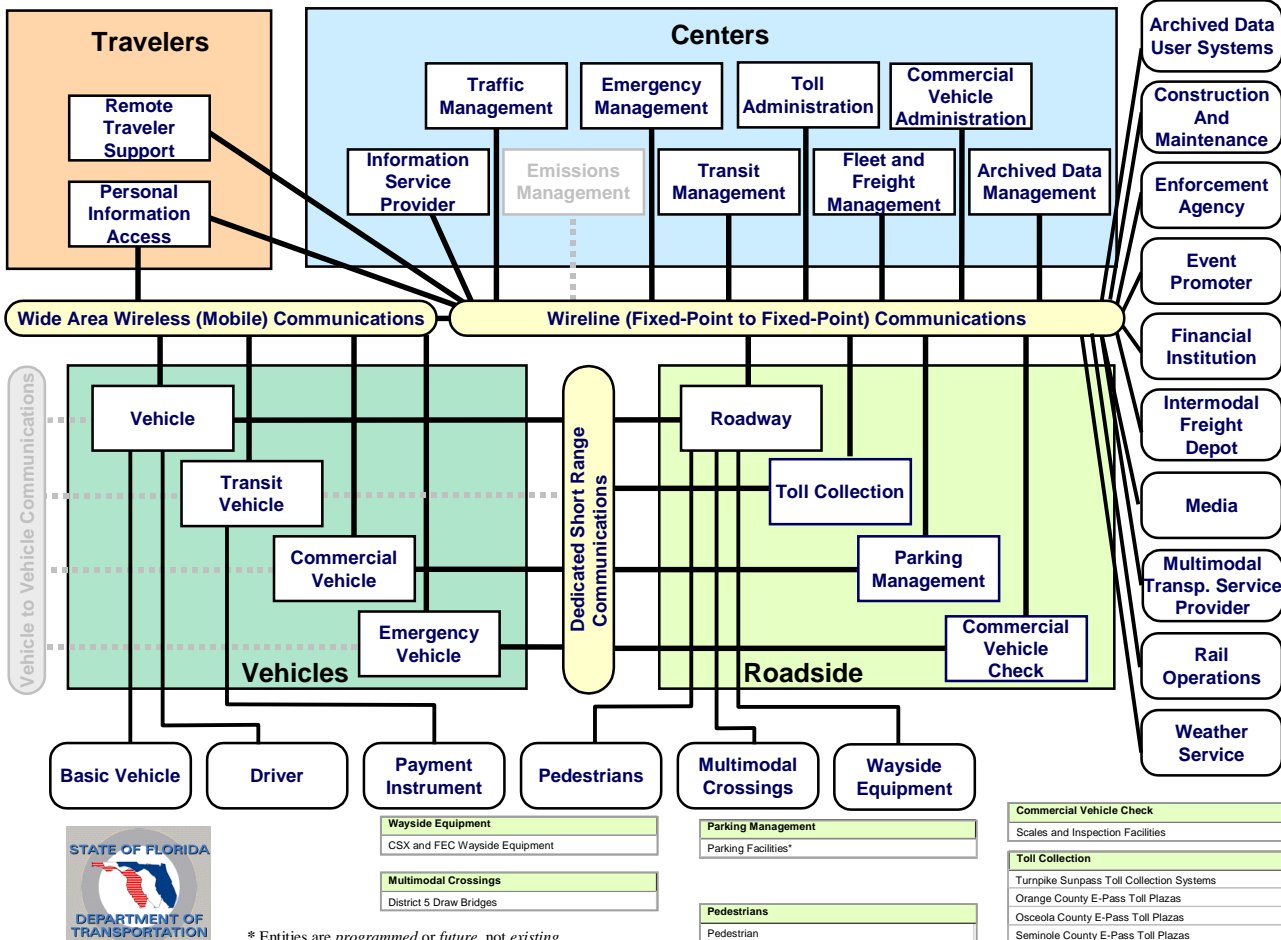 Travelers
Remote
Traveler
Support
Personal
Information
Access
Centers
Traffic
Management
Emergency
Management
Toll
Administration
Commercial
Vehicle
Administration
Information
Service
Provider
Emissions
Management
Transit
Management
Fleet and
Freight
Management
Archived Data
Management
Archived Data
User Systems
Construction
And
Maintenance
Enforcement
Agency
Event
Promoter
Financial
Institution
Intermodal
Freight
Depot
Media
Multimodal
Transp. Service
Provider
Rail
Operations
Weather
Service
Wide Area Wireless (Mobile) Communications
Wireline (Fixed-Point to Fixed-Point) Communications
Vehicle to Vehicle Communications
Vehicle
Transit
Vehicle
Commercial
Vehicle
Emergency
Vehicle
Vehicles
Dedicated Short Range
Communications
Roadway
Toll Collection
Parking
Management
Commercial
Vehicle
Check
Roadside
Basic Vehicle
Driver
Payment
Instrument
Pedestrians
Multimodal
Crossings
Wayside
Equipment
STATE OF FLORIDA
DEPARTMENT OF
TRANSPORTATION
Wayside Equipment
CSX and FEC Wayside Equipment
Multimodal Crossings
District 5 Draw Bridges
* Entities are programmed or future, not existing
Parking Management
Parking Facilities*
Pedestrians
Pedestrian
Commercial Vehicle Check
Scales and Inspection Facilities
Toll Collection
Turnpike Sunpass Toll Collection Systems
Orange County E-Pass Toll Plazas
Osceola County E-Pass Toll Plazas
Seminole County E-Pass Toll Plazas